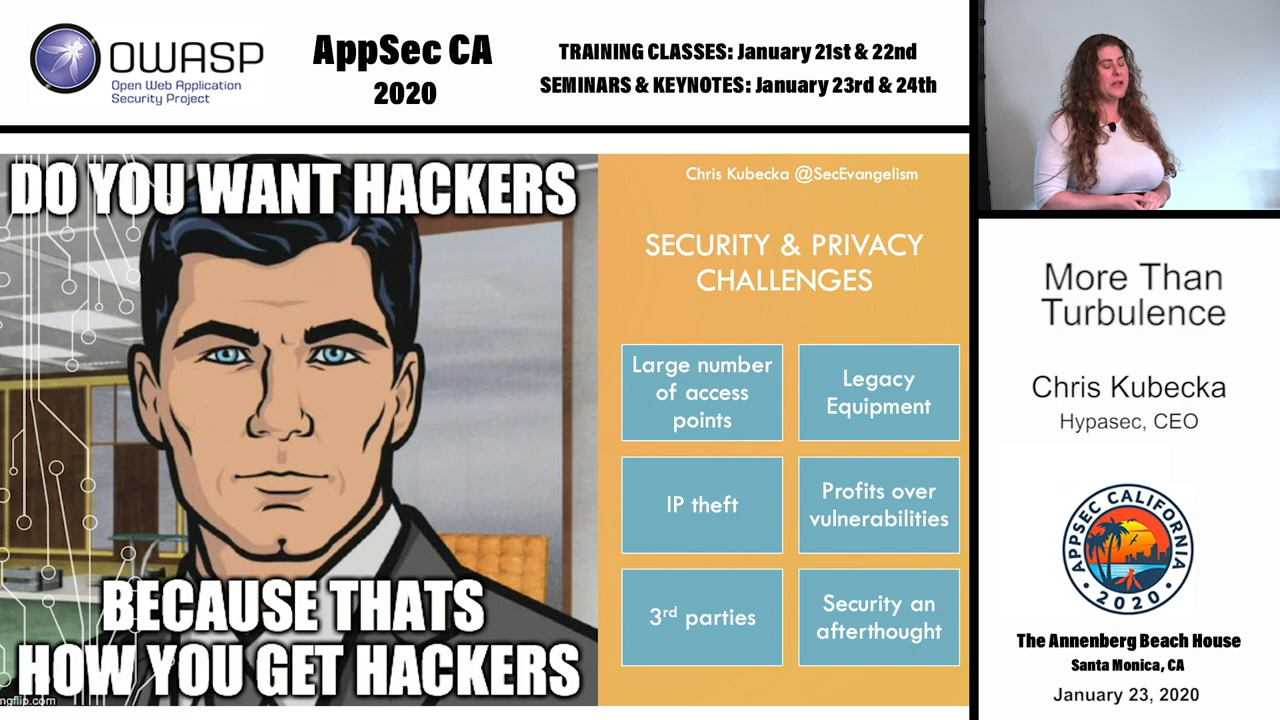 OWASP
Open Web Application
Security Project
AppSec CA
2020
TRAINING CLASSES: January 21st & 22nd
SEMINARS & KEYNOTES: January 23rd & 24th
DO YOU WANT HACKERS
BECAUSE THATS
HOW YOU GET HACKERS
ngflip.com
Chris Kubecka @SecEvangelism
SECURITY & PRIVACY
CHALLENGES
Large number
of access
points
Legacy
Equipment
IP theft
Profits over
vulnerabilities
3rd parties
Security an
afterthought
More Than
Turbulence
Chris Kubecka
Hypasec, CEO
APPSEC CALIFORNIA
2020
The Annenberg Beach House
Santa Monica, CA
January 23, 2020